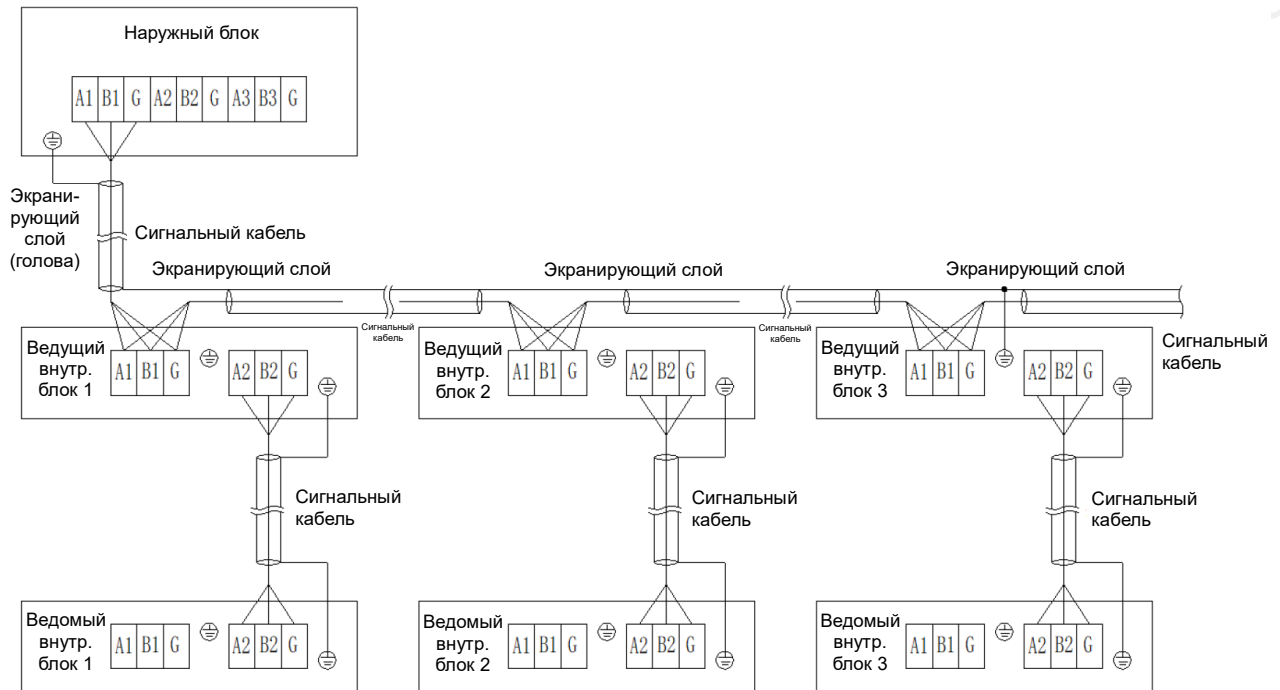 Наружный блок
A1 B1 G A2 B2 G A3 B3 G
Экрани-
рующий
слой
(голова)
Сигнальный кабель
Экранирующий слой
Экранирующий слой
Экранирующий слой
Сигнальный
кабель
Сигнальный
кабель
Сигнальный
кабель
Ведущий
внутр.
блок 1
A1 B1 G
A2 B2 G
Ведущий
внутр.
блок 2
A1 B1 G
A2 B2 G
Ведущий
внутр.
блок 3
A1 B1 G
A2 B2 G
Сигнальный
кабель
Сигнальный
кабель
Сигнальный
кабель
Ведомый
внутр.
блок 1
A1 B1 G
A2 B2 G
Ведомый
внутр.
блок 2
A1 B1 G
A2 B2 G
Ведомый
внутр.
блок 3
A1 B1 G
A2 B2 G